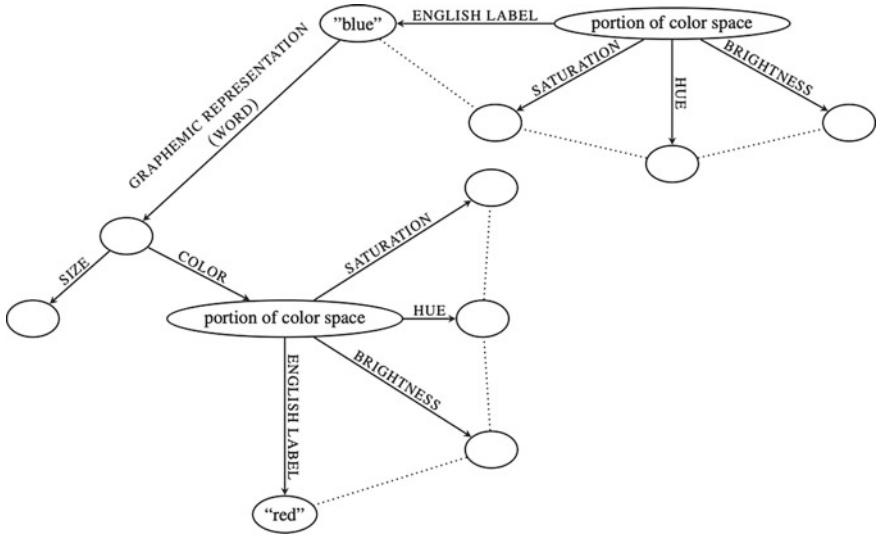 ”blue”
ENGLISH LABEL
portion of color space
SATURATION
HUE
BRIGHTNESS
GRAPHEMIC REPRESENTATION
(WORD)
SIZE
COLOR
SATURATION
portion of color space
HUE
ENGLISH LABEL
BRIGHTNESS
“red”